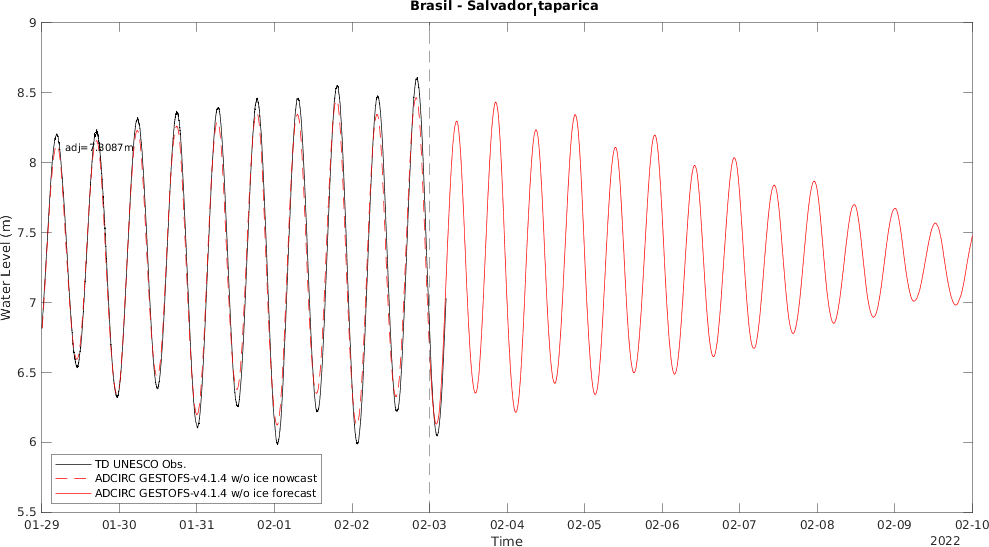 Brasil - Salvador Itaparica
9
8.5
8
7.5
7
6.5
6
5.5
Water Level (m)
adj=7.3087m
TD UNESCO Obs.
ADCIRC GESTOFS-v4.1.4 w/o ice nowcast
ADCIRC GESTOFS-v4.1.4 w/o ice forecast
01-29 01-30 01-31 02-01 02-02 02-03 02-04 02-05 02-06 02-07 02-08 02-09 02-10
Time
2022